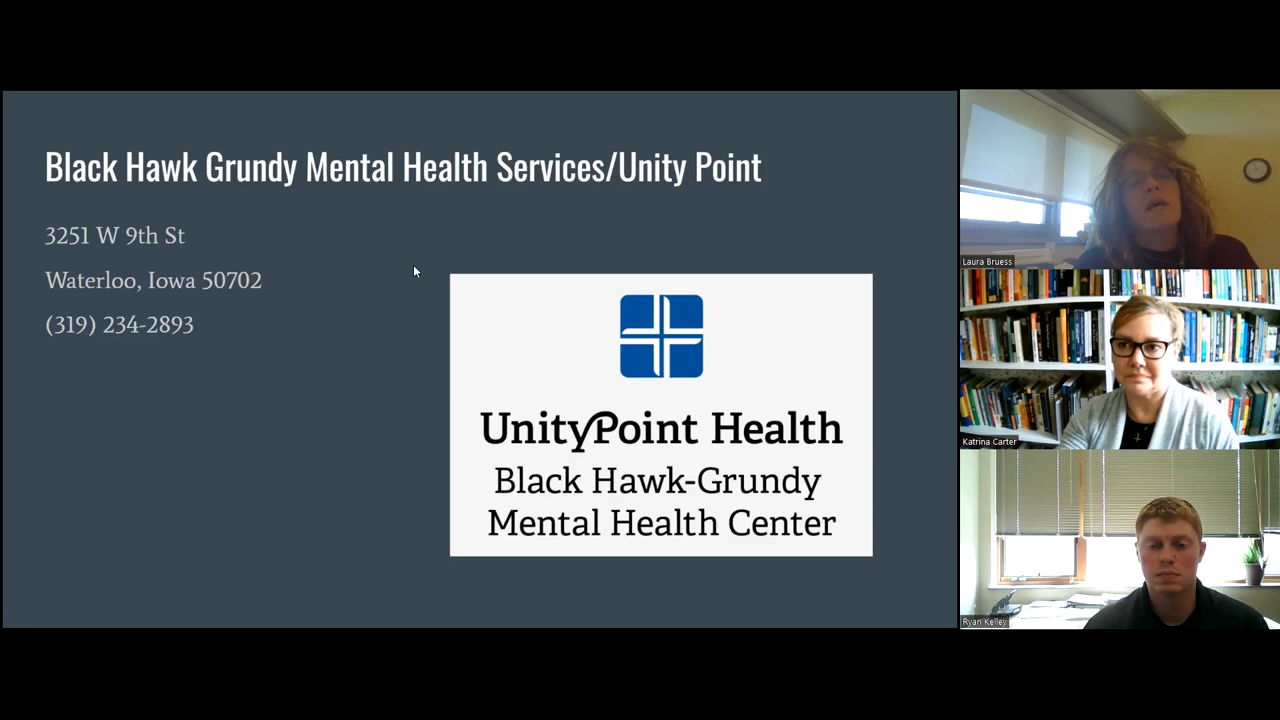 Black Hawk Grundy Mental Health Services/Unity Point
3251 W 9th St
Waterloo, Iowa 50702
(319) 234-2893
UnityPoint Health
Black Hawk-Grundy
Mental Health Center
Laura Bruess
Katrina Carter
Ryan Kelley